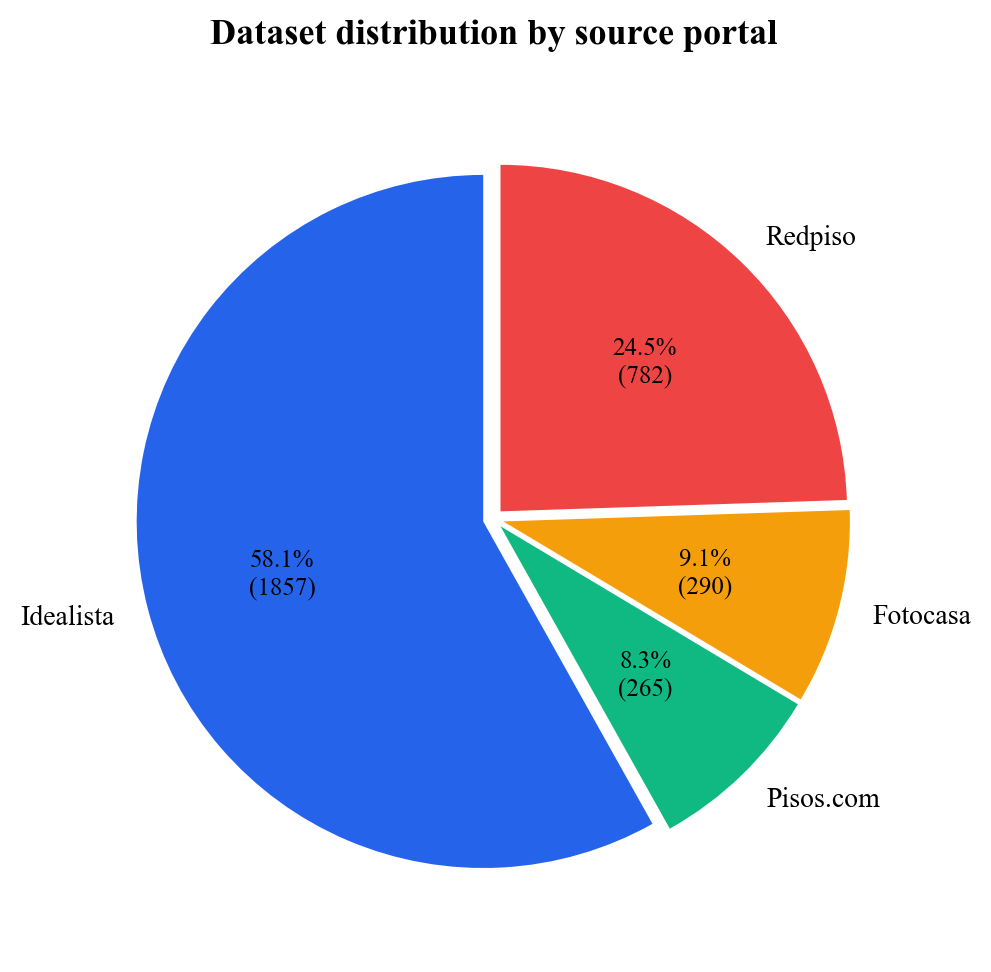 Dataset distribution by source portal
Redpiso
24.5%
(782)
58.1%
(1857)
Idealista
9.1%
(290)
Fotocasa
8.3%
(265)
Pisos.com